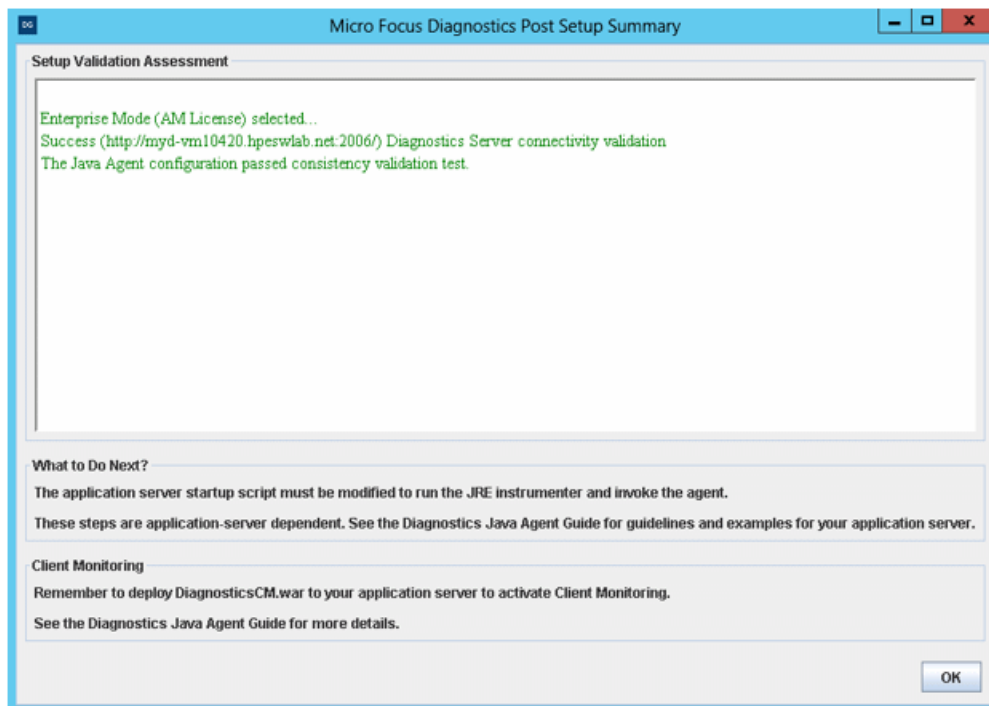 DG
Micro Focus Diagnostics Post Setup Summary
Setup Validation Assessment
Enterprise Mode (AM License) selected...
Success (http://myd-vm10420.hpeswlab.net:2006/) Diagnostics Server connectivity validation
The Java Agent configuration passed consistency validation test.
What to Do Next?
The application server startup script must be modified to run the JRE instrumenter and invoke the agent.
These steps are application-server dependent. See the Diagnostics Java Agent Guide for guidelines and examples for your application server.
Client Monitoring
Remember to deploy DiagnosticsCM.war to your application server to activate Client Monitoring.
See the Diagnostics Java Agent Guide for more details.
OK